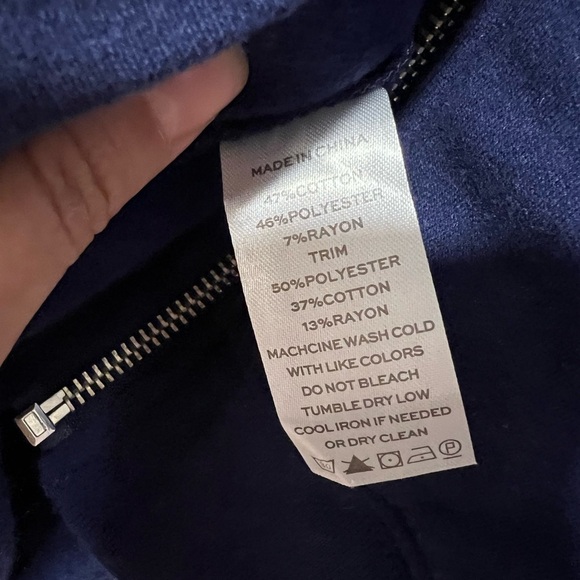 MADE IN CHINA
47%COTTON
46%POLYESTER
7%RAYON
TRIM
50%POLYESTER
37%COTTON
13%RAYON
MACHCINE WASH COLD
WITH LIKE COLORS
DO NOT BLEACH
TUMBLE DRY LOW
COOL IRON IF NEEDED
OR DRY CLEAN
P